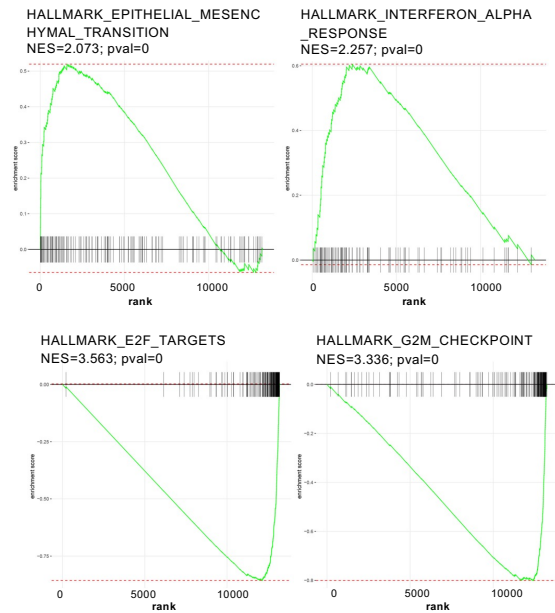 HALLMARK_EPITHELIAL_MESENC
HYMAL_TRANSITION
NES=2.073; pval=0
0.5
0.4
0.3
0.2
0.1
0.0
enrichment score
0 5000 10000
rank
HALLMARK_INTERFERON_ALPHA
_RESPONSE
NES=2.257; pval=0
0.6
0.4
0.2
0.0
enrichment score
0 5000 10000
rank
HALLMARK_E2F_TARGETS
NES=3.563; pval=0
0.00
−0.25
−0.50
−0.75
enrichment score
0 5000 10000
rank
HALLMARK_G2M_CHECKPOINT
NES=3.336; pval=0
0.0
−0.2
−0.4
−0.6
−0.8
enrichment score
0 5000 10000
rank